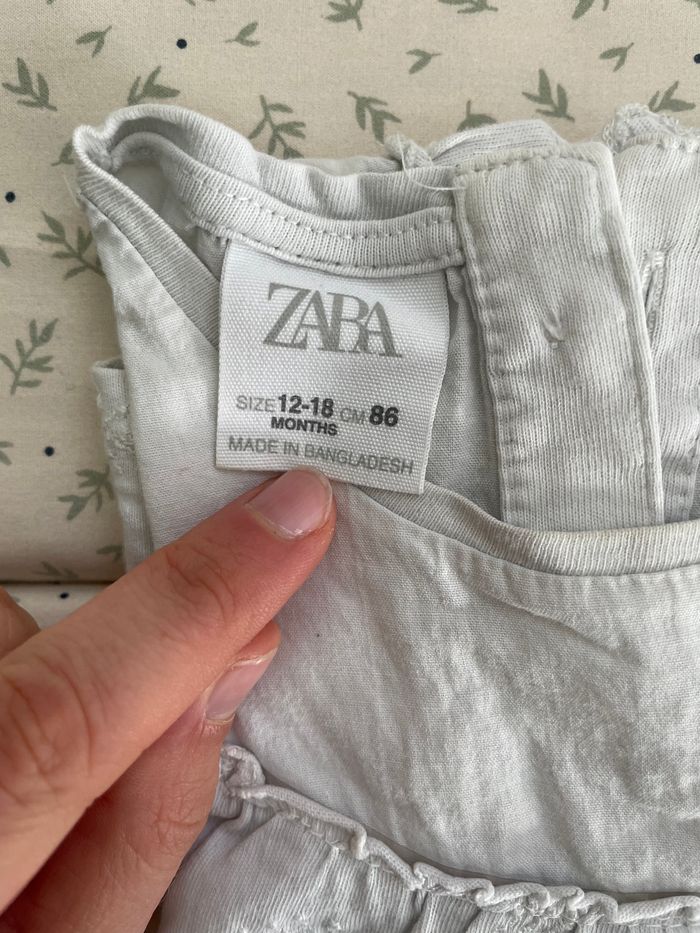 ZARA
SIZE 12-18 CM 86
MONTHS
MADE IN BANGLADESH